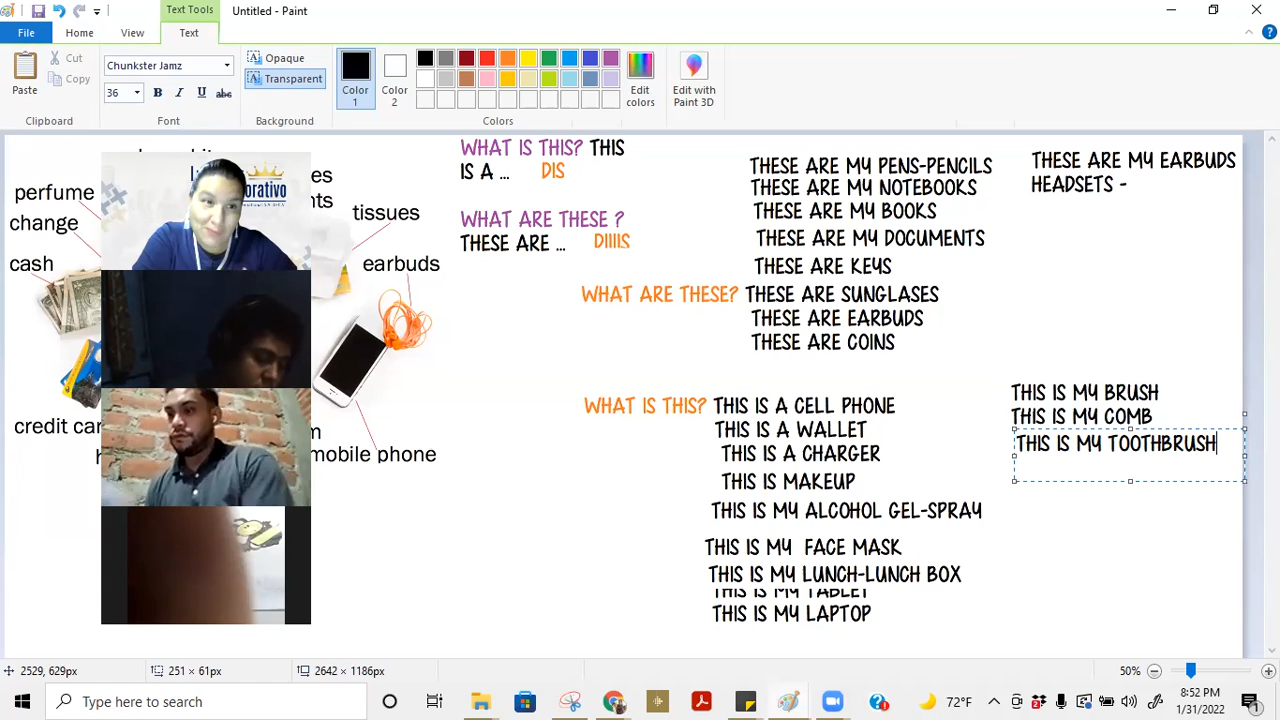 Text Tools
Untitled - Paint
File
Home
View
Text
Paste
Cut
Copy
Clipboard
Chunkster Jamz
36
B I U abc
Font
Opaque
Transparent
Background
Color 1
Color 2
Colors
Edit colors
Edit with Paint 3D
perfume
change
cash
credit car
tissues
earbuds
mobile phone
orativo
WHAT IS THIS? THIS
IS A ... DIS
WHAT ARE THESE ?
THESE ARE ... DIIIIS
THESE ARE MY PENS-PENCILS
THESE ARE MY NOTEBOOKS
THESE ARE MY BOOKS
THESE ARE MY DOCUMENTS
THESE ARE KEYS
WHAT ARE THESE? THESE ARE SUNGLASES
THESE ARE EARBUDS
THESE ARE COINS
THESE ARE MY EARBUDS
HEADSETS -
WHAT IS THIS? THIS IS A CELL PHONE
THIS IS A WALLET
THIS IS A CHARGER
THIS IS MAKEUP
THIS IS MY ALCOHOL GEL-SPRAY
THIS IS MY FACE MASK
THIS IS MY LUNCH-LUNCH BOX
THIS IS MY TABLET
THIS IS MY LAPTOP
THIS IS MY BRUSH
THIS IS MY COMB
THIS IS MY TOOTHBRUSH
2529, 629px
251 × 61px
2642 × 1186px
50%
Type here to search
72°F
8:52 PM
1/31/2022